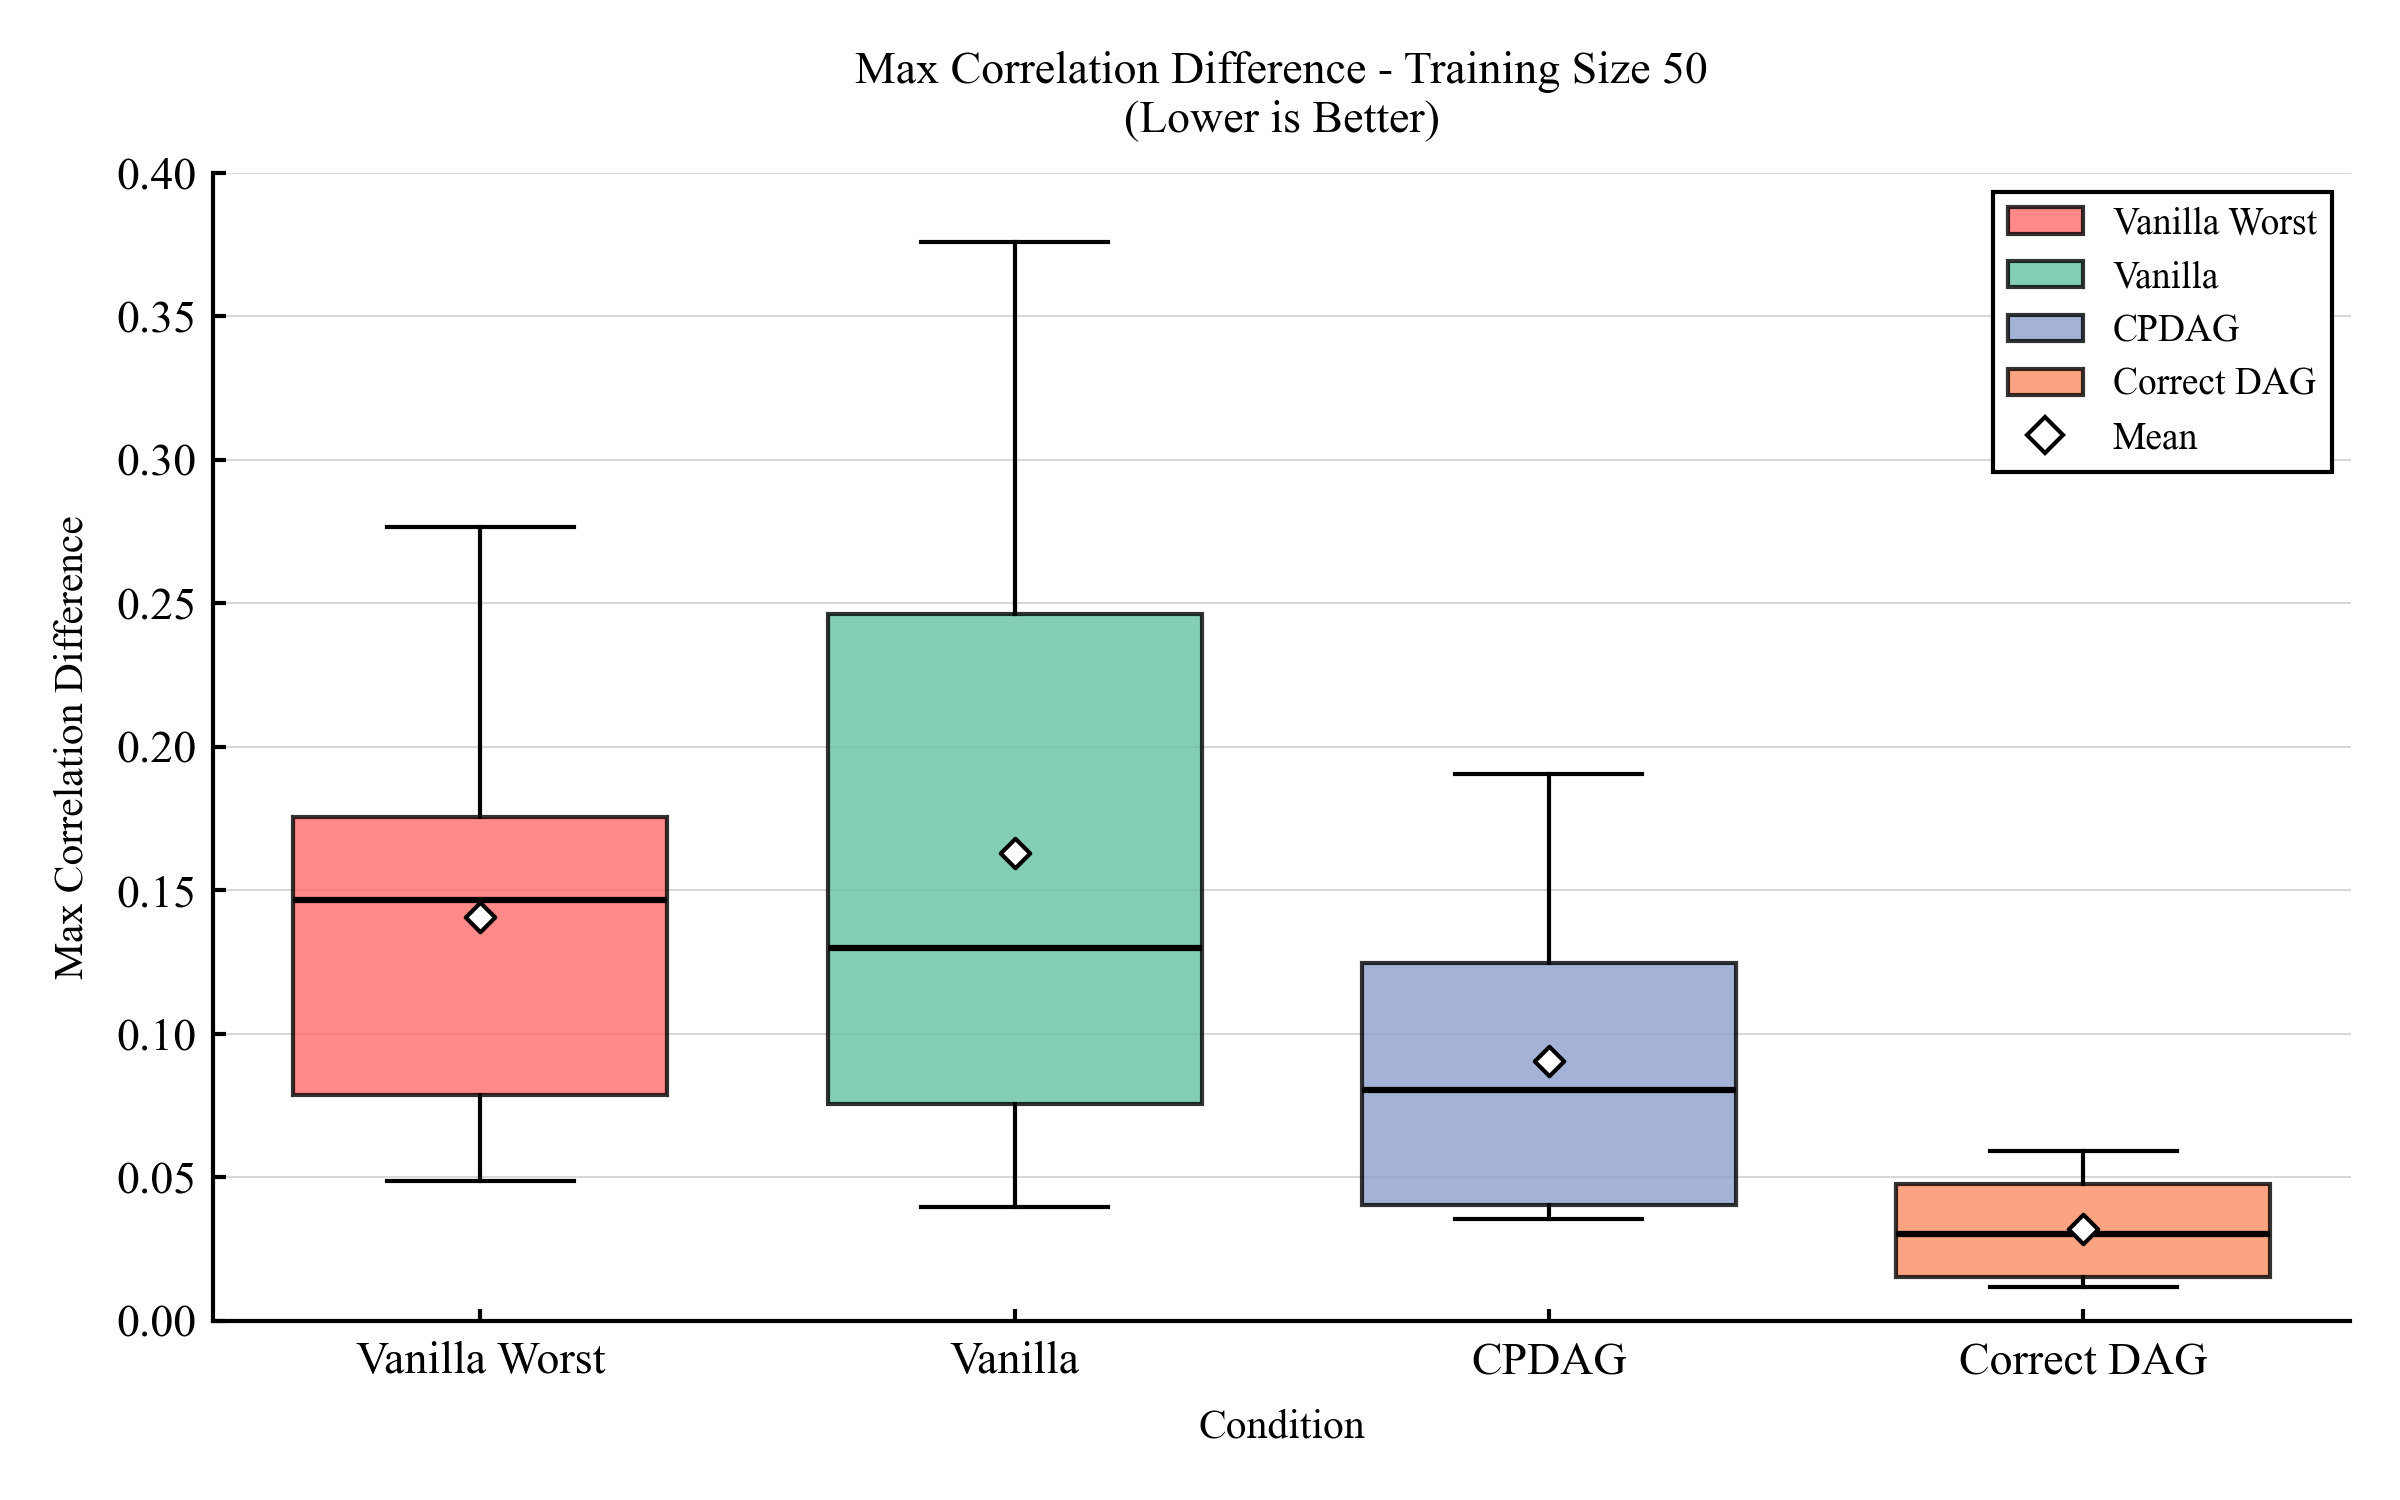 Max Correlation Difference - Training Size 50
(Lower is Better)
Max Correlation Difference
0.40
0.35
0.30
0.25
0.20
0.15
0.10
0.05
0.00
Vanilla Worst
Vanilla
CPDAG
Correct DAG
Mean
Vanilla Worst
Vanilla
CPDAG
Correct DAG
Condition